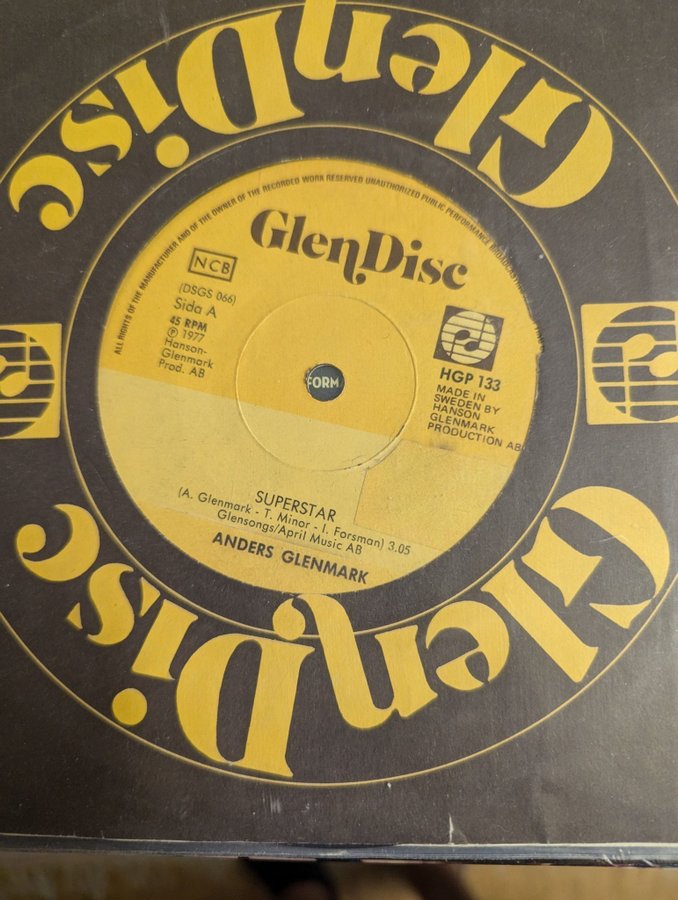 GlenDisc
ALL RIGHTS OF THE MANUFACTURER AND OF THE OWNER OF THE RECORDED WORK RESERVED UNAUTHORIZED PUBLIC PERFORMANCE
GlenDisc
NCB
(DSGS 066)
Sida A
45 RPM
℗ 1977
Hanson-
Glenmark
Prod. AB
HGP 133
MADE IN
SWEDEN BY
HANSON
GLENMARK
PRODUCTION AB
FORM
SUPERSTAR
(A. Glenmark - T. Minor - I. Forsman) 3.05
Glensongs/April Music AB
ANDERS GLENMARK
GlenDisc